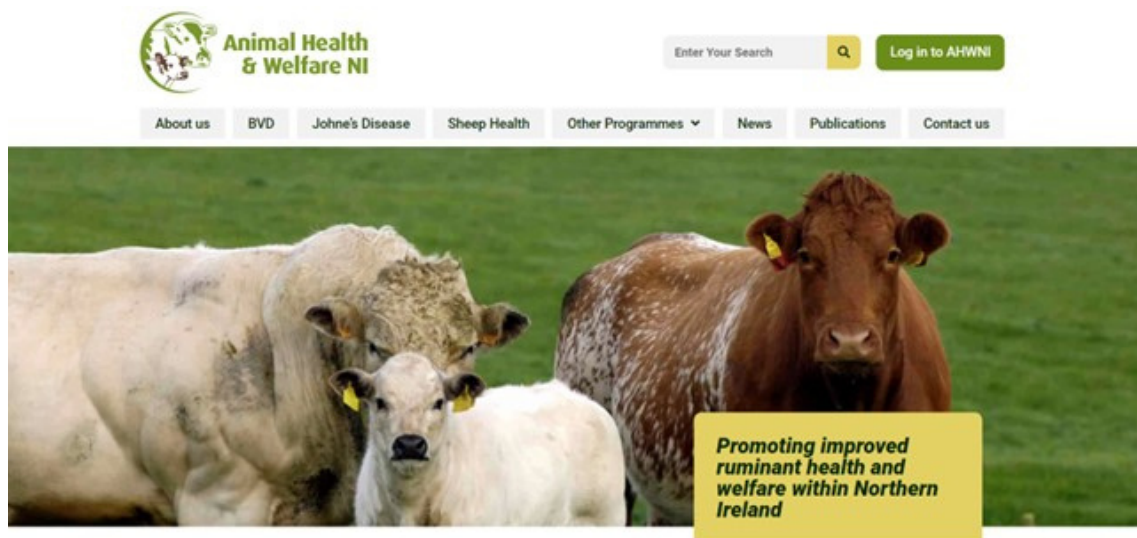 Animal Health
& Welfare NI
Enter Your Search
Log in to AHWNI
About us
BVD
Johne's Disease
Sheep Health
Other Programmes
News
Publications
Contact us
Promoting improved
ruminant health and
welfare within Northern
Ireland